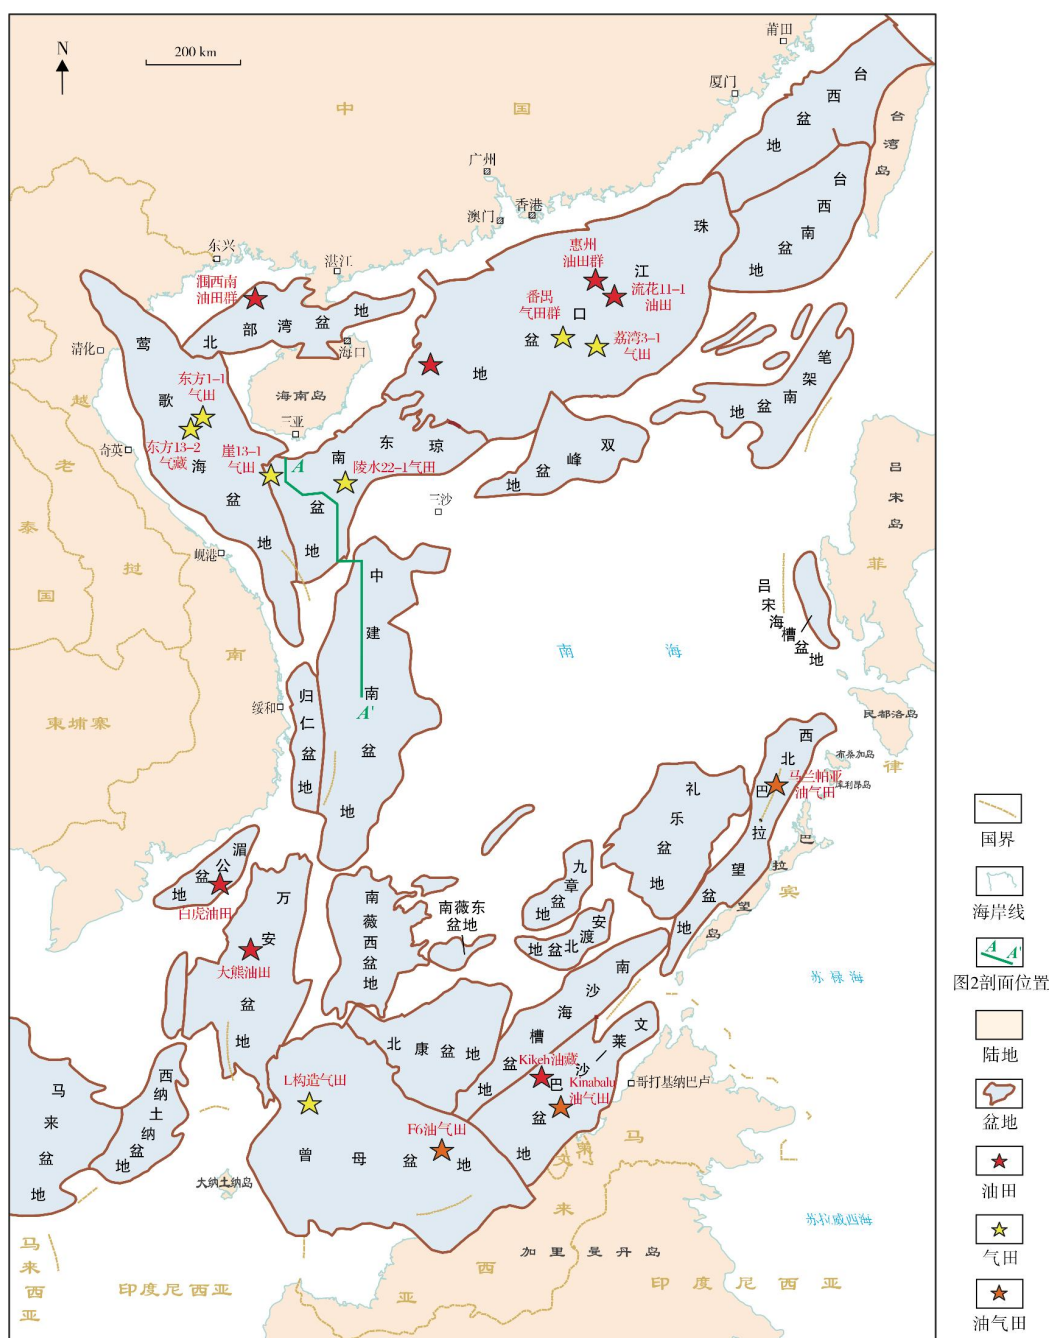 N
200 km
莆田
厦门
中国
广州
澳门
香港
东兴
湛江
台西盆地
台湾岛
台西南盆地
珠江口盆地
惠州
油田群
流花11-1
油田
番禺
气田群
荔湾3-1
气田
涠西南
油田群
北部湾盆地
海口
海南岛
三亚
清化
越南
奇英
岘港
绥和
莺歌海盆地
东方1-1
气田
东方13-2
气藏
崖13-1
气田
A
琼东南盆地
陵水22-1气田
三沙
双峰盆地
笔架南盆地
吕宋岛
菲律宾
吕宋海槽盆地
老挝
泰国
柬埔寨
中建南盆地
A'
归仁盆地
南海
民都洛岛
布桑加岛
库利昂岛
西北巴拉望盆地
马兰帕亚
油气田
巴拉望岛
礼乐盆地
九章盆地
安渡北盆地
南薇东
盆地
南薇西盆地
湄公盆地
白虎油田
万安盆地
大熊油田
苏禄海
南沙海槽盆地
北康盆地
文莱沙巴盆地
Kikeh油藏
Kinabalu
油气田
哥打基纳巴卢
L构造气田
F6油气田
曾母盆地
西纳土纳盆地
马来盆地
大纳土纳岛
文莱
苏拉威西海
加里曼丹岛
马来西亚
印度尼西亚
马来西亚
印度尼西亚
国界
海岸线
A A'
图2剖面位置
陆地
盆地
油田
气田
油气田